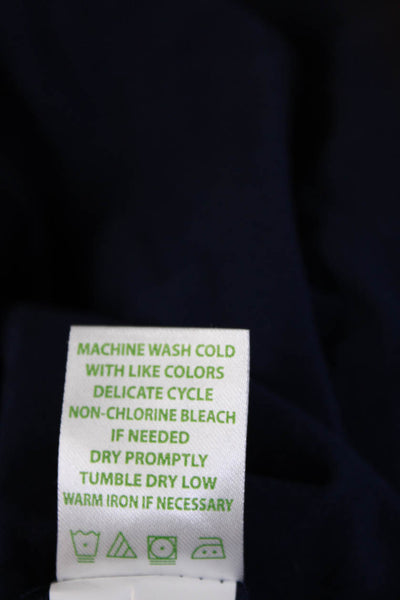 MACHINE WASH COLD
WITH LIKE COLORS
DELICATE CYCLE
NON-CHLORINE BLEACH
IF NEEDED
DRY PROMPTLY
TUMBLE DRY LOW
WARM IRON IF NECESSARY